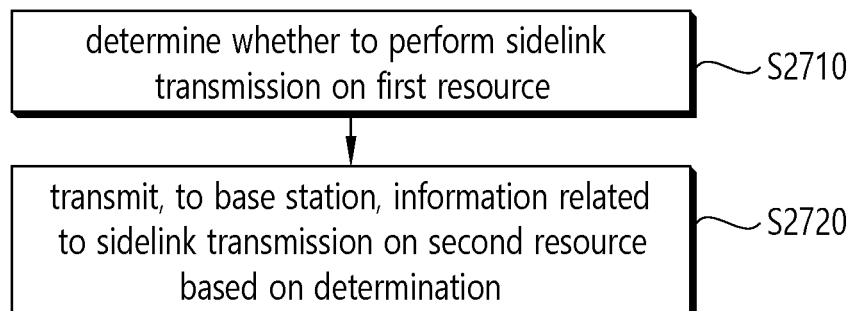 determine whether to perform sidelink
transmission on first resource
S2710
transmit, to base station, information related
to sidelink transmission on second resource
based on determination
S2720